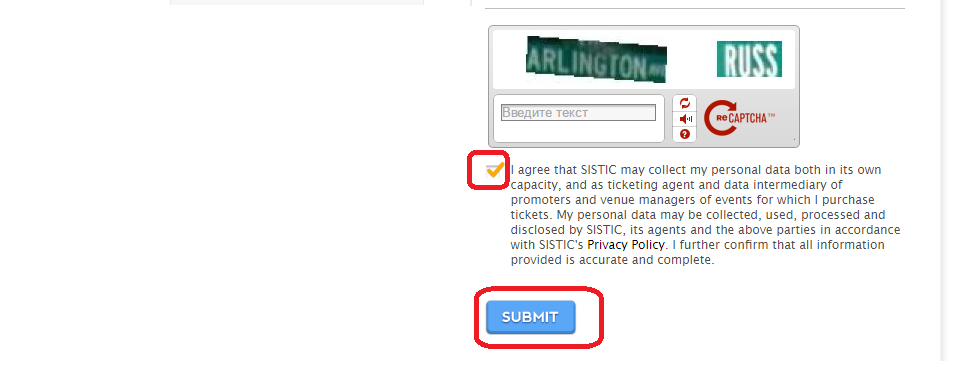 ARLINGTON AVE RUSS
Введите текст
reCAPTCHA™
I agree that SISTIC may collect my personal data both in its own
capacity, and as ticketing agent and data intermediary of
promoters and venue managers of events for which I purchase
tickets. My personal data may be collected, used, processed and
disclosed by SISTIC, its agents and the above parties in accordance
with SISTIC's Privacy Policy. I further confirm that all information
provided is accurate and complete.
SUBMIT